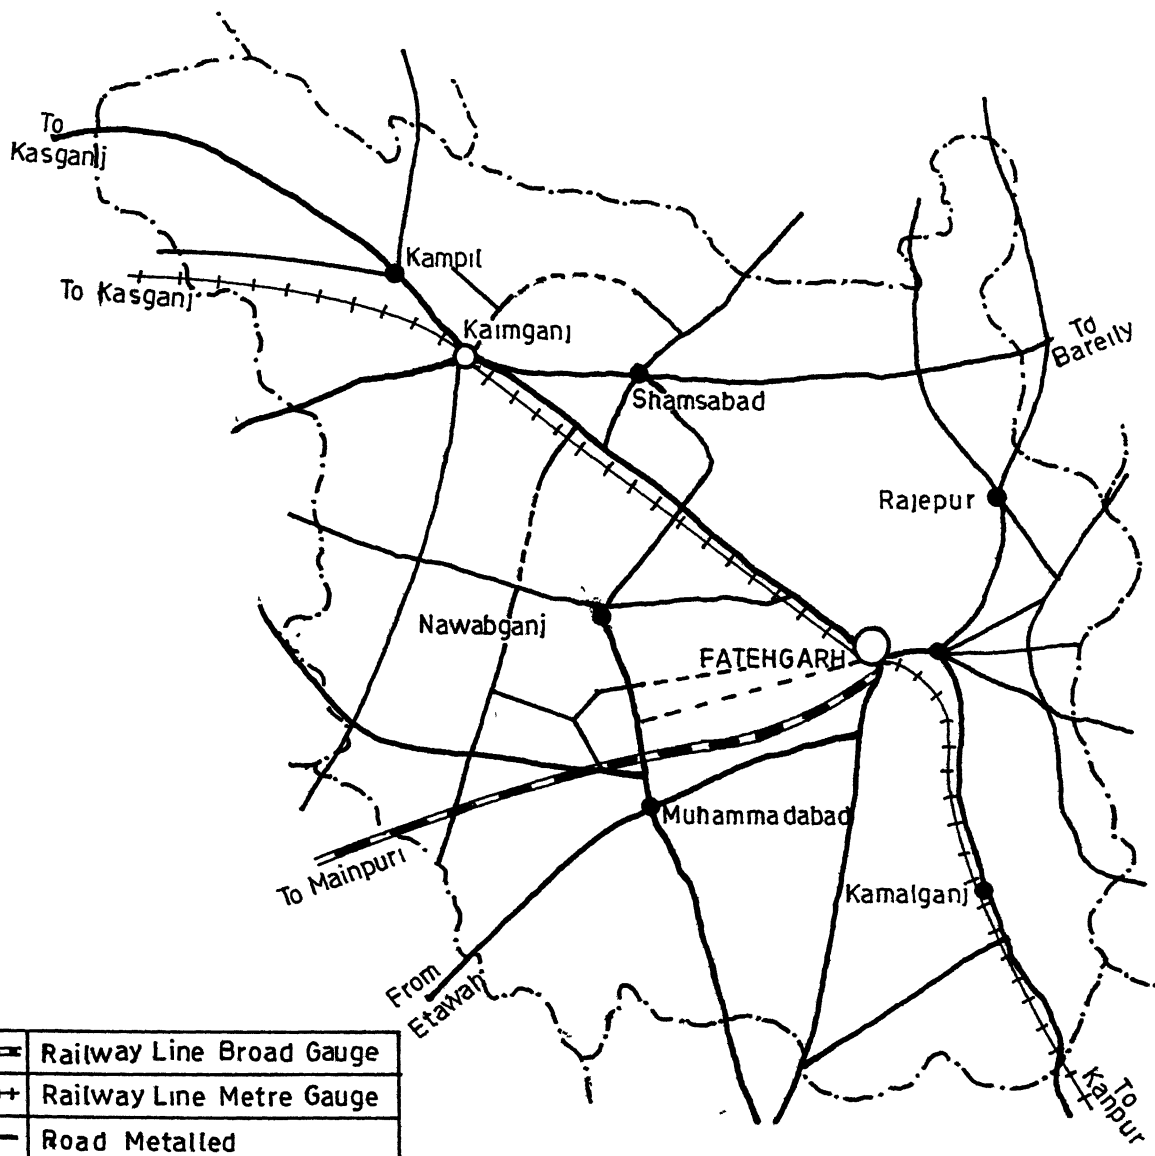 To
Kasganj
Kampil
To Kasganj
Kaimganj
To
Bareily
Shamsabad
Rajepur
Nawabganj
FATEHGARH
Muhammadabad
To Mainpuri
Kamalganj
From
Etawah
To
Kanpur
Railway Line Broad Gauge
Railway Line Metre Gauge
Road Metalled